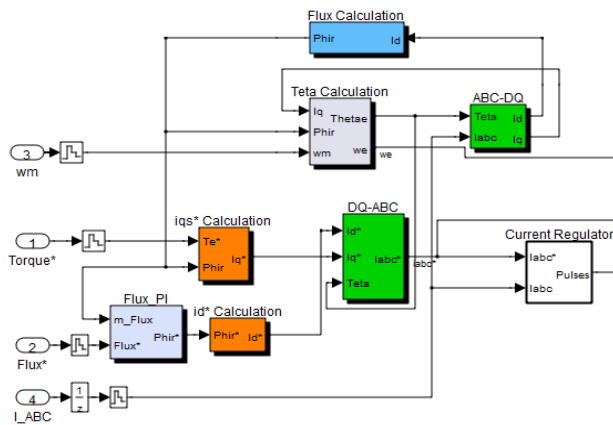 Flux Calculation
Phir Id
Teta Calculation
Iq Thetae
Phir
wm we
we
ABC-DQ
Teta Id
Iabc Iq
3
wm
DQ-ABC
Id*
Iq* Iabc*
Teta
iabc*
iqs* Calculation
Te*
Iq*
Phir
1
Torque*
Current Regulator
Iabc*
Pulses
Iabc
Flux_PI
m_Flux
Phir*
Flux*
id* Calculation
Phir* Id*
2
Flux*
4
I_ABC
1
z